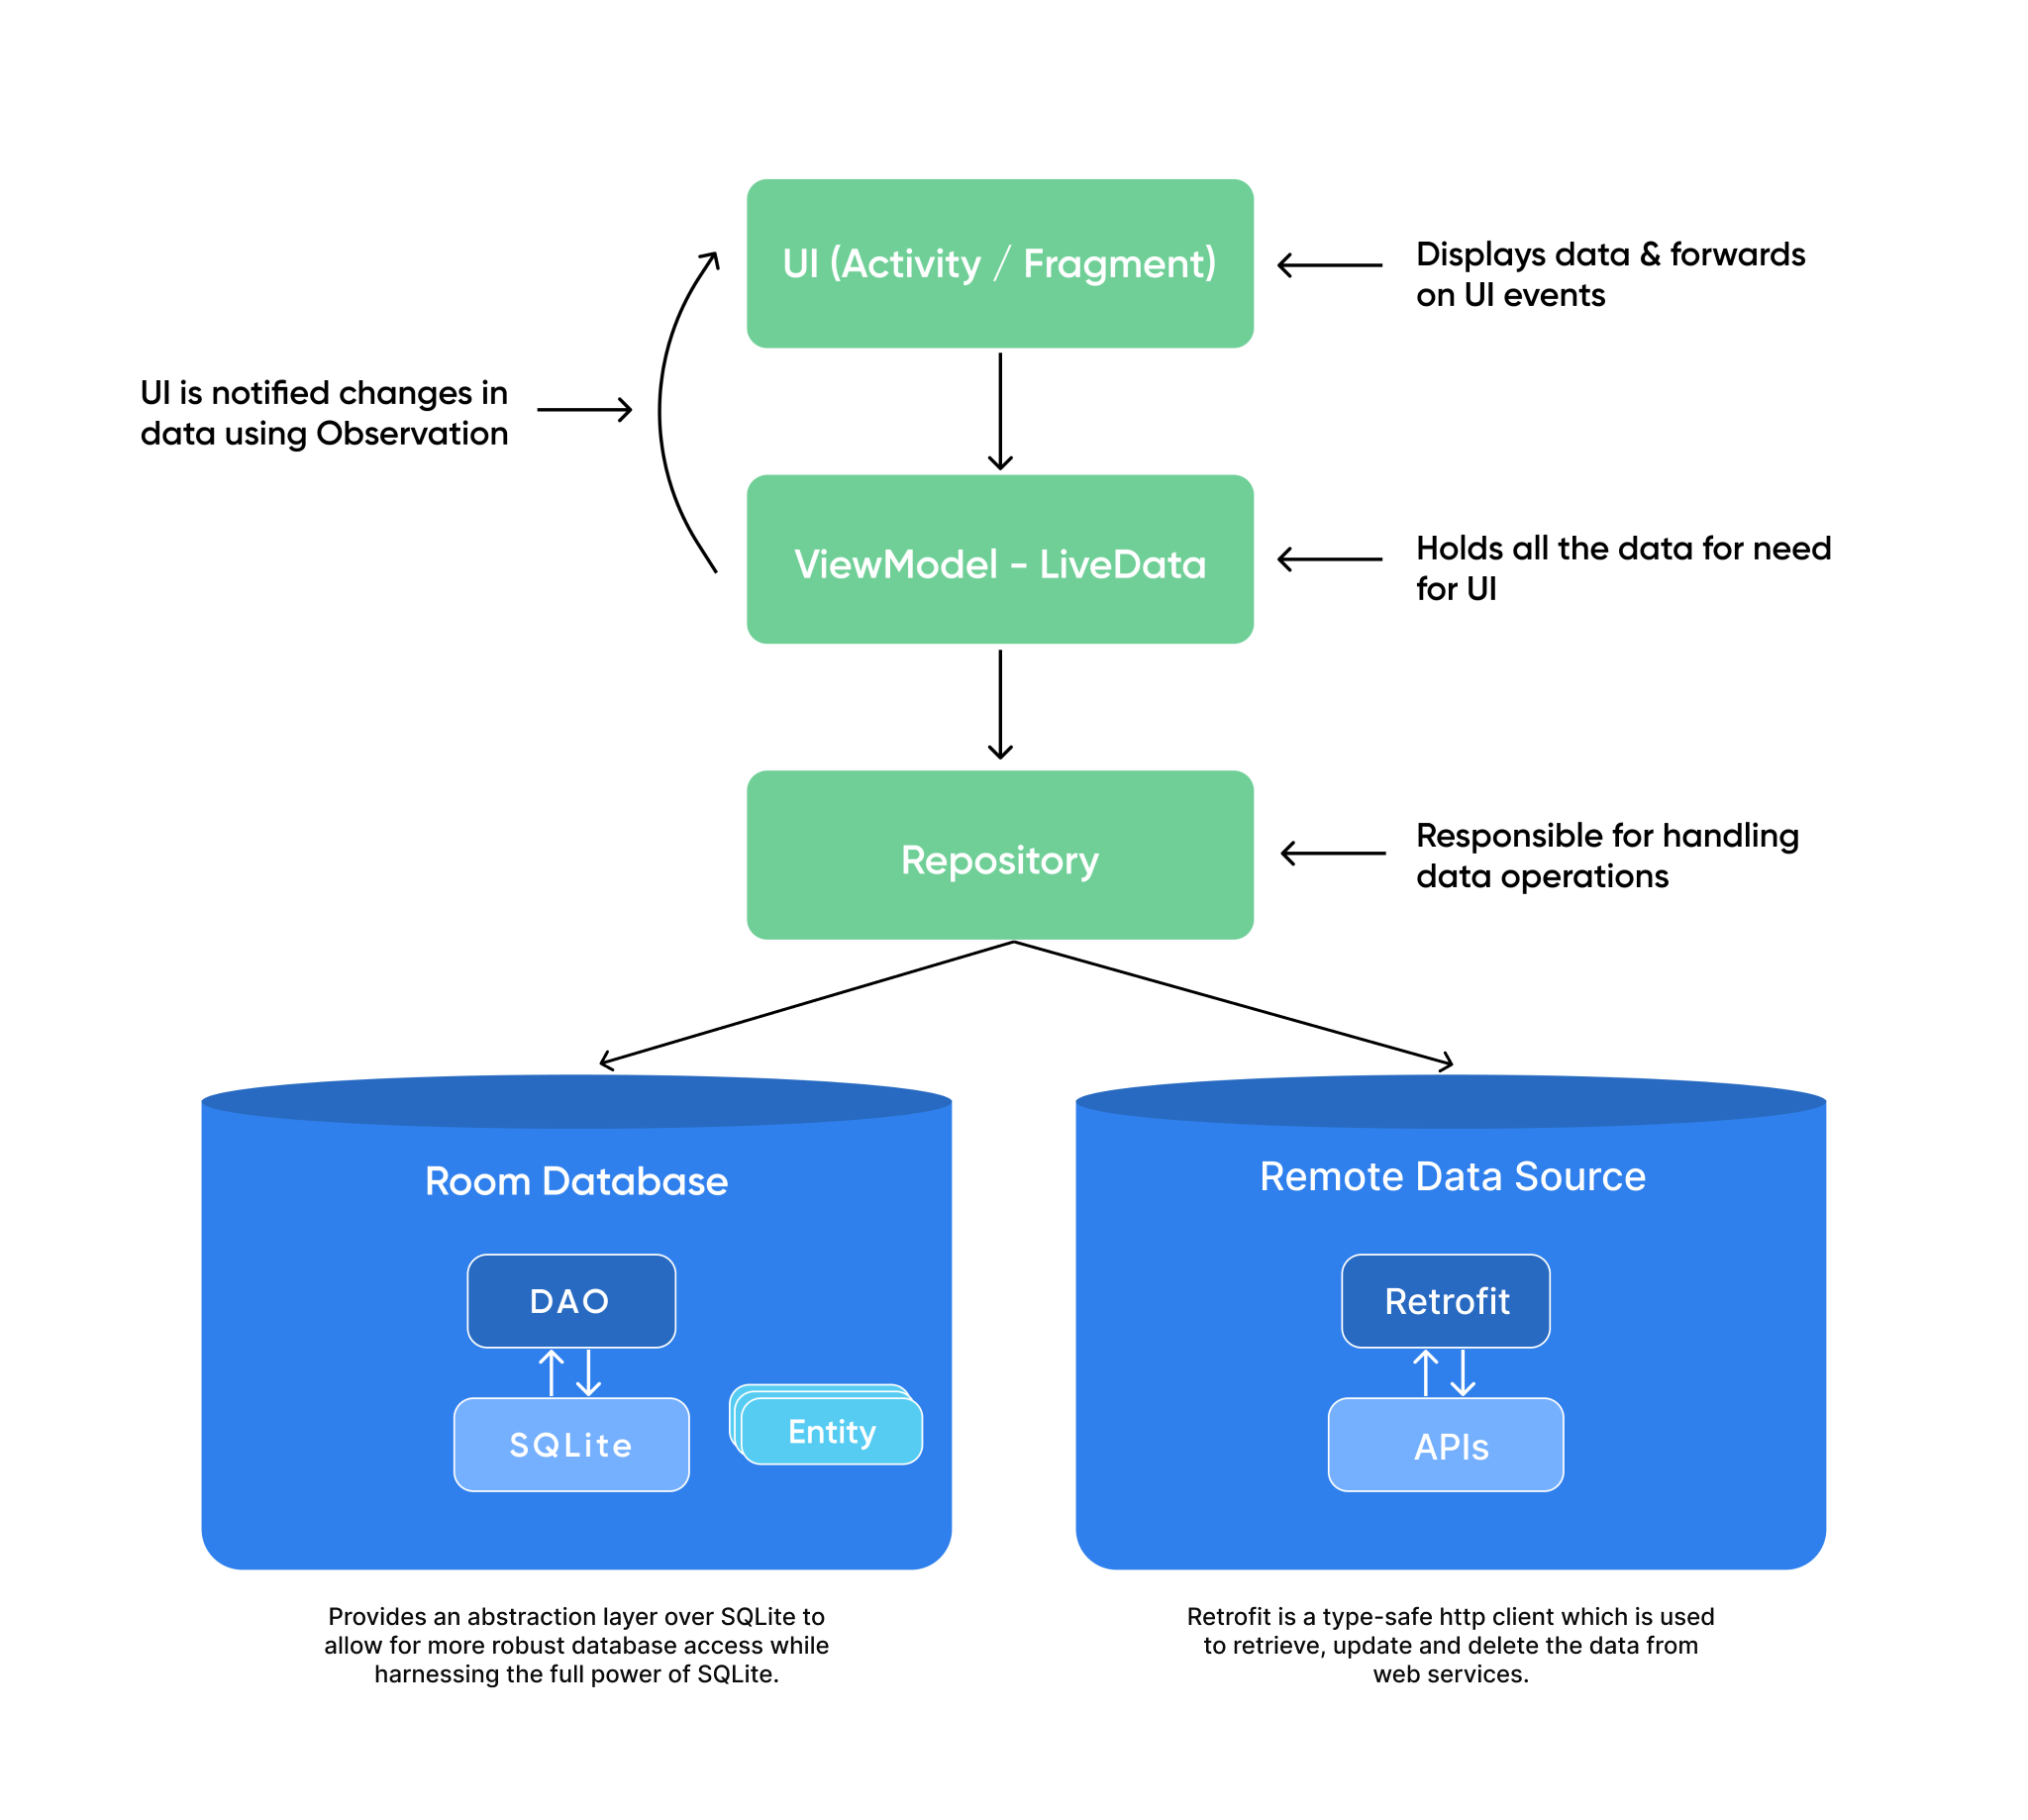 UI (Activity / Fragment)
Displays data & forwards
on UI events
UI is notified changes in
data using Observation
ViewModel - LiveData
Holds all the data for need
for UI
Repository
Responsible for handling
data operations
Room Database
DAO
SQLite
Entity
Provides an abstraction layer over SQLite to
allow for more robust database access while
harnessing the full power of SQLite.
Remote Data Source
Retrofit
APIs
Retrofit is a type-safe http client which is used
to retrieve, update and delete the data from
web services.